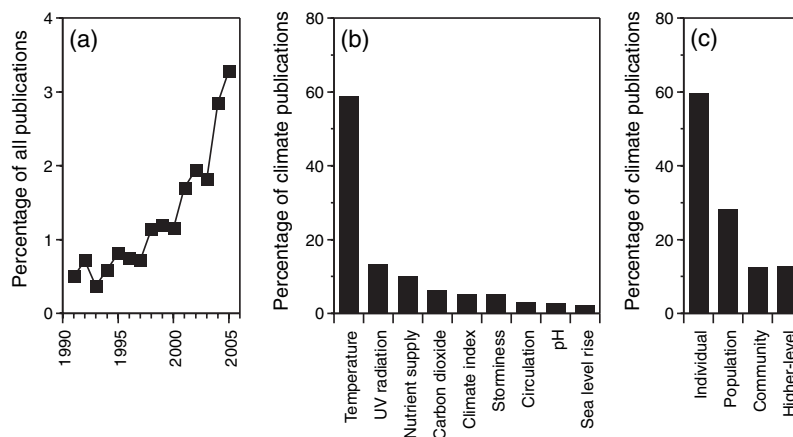 (a)
Percentage of all publications
4
3
2
1
0
1990
1995
2000
2005
(b)
Percentage of climate publications
80
60
40
20
0
Temperature
UV radiation
Nutrient supply
Carbon dioxide
Climate index
Storminess
Circulation
pH
Sea level rise
(c)
Percentage of climate publications
80
60
40
20
0
Individual
Population
Community
Higher-level